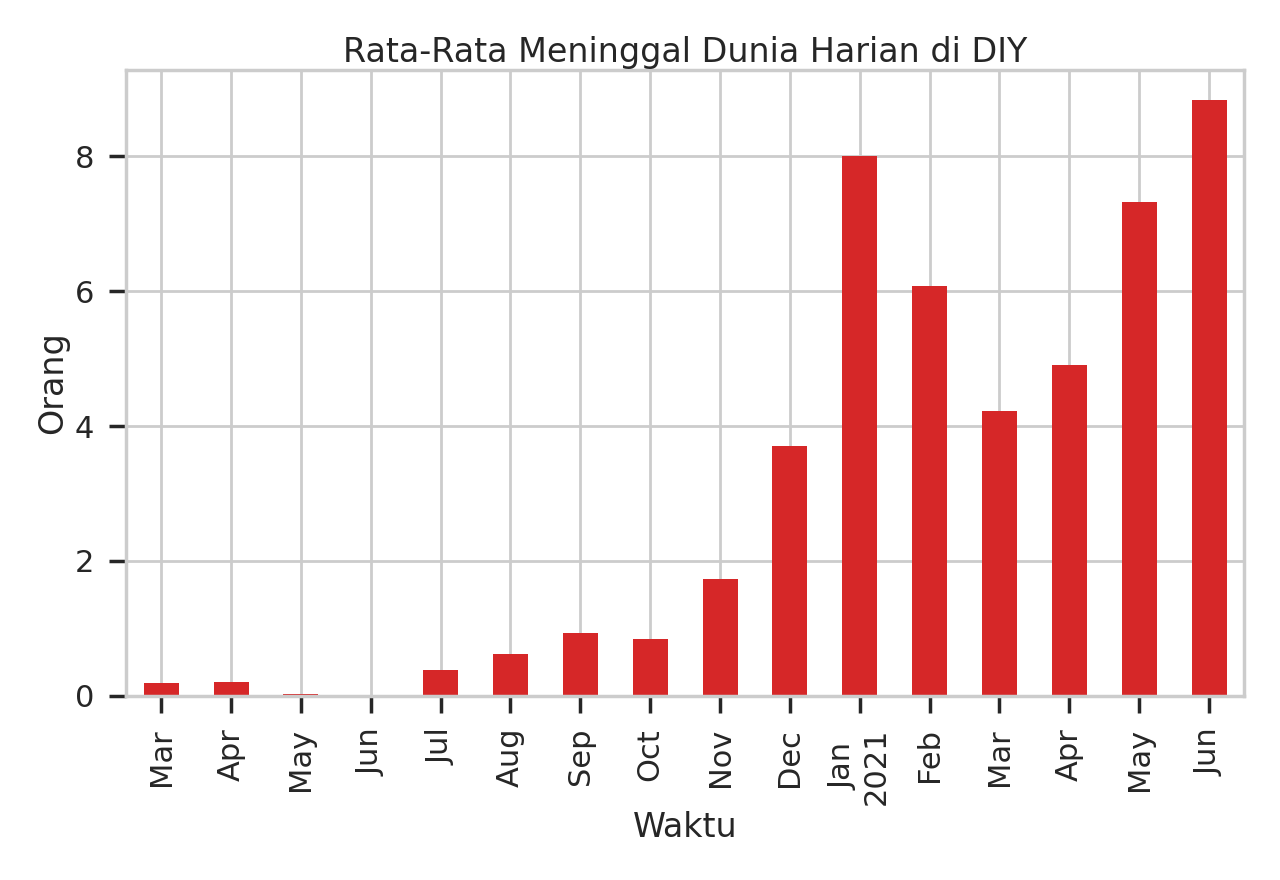 Rata-Rata Meninggal Dunia Harian di DIY
8
6
4
2
0
Orang
Mar
Apr
May
Jun
Jul
Aug
Sep
Oct
Nov
Dec
Jan
2021
Feb
Mar
Apr
May
Jun
Waktu